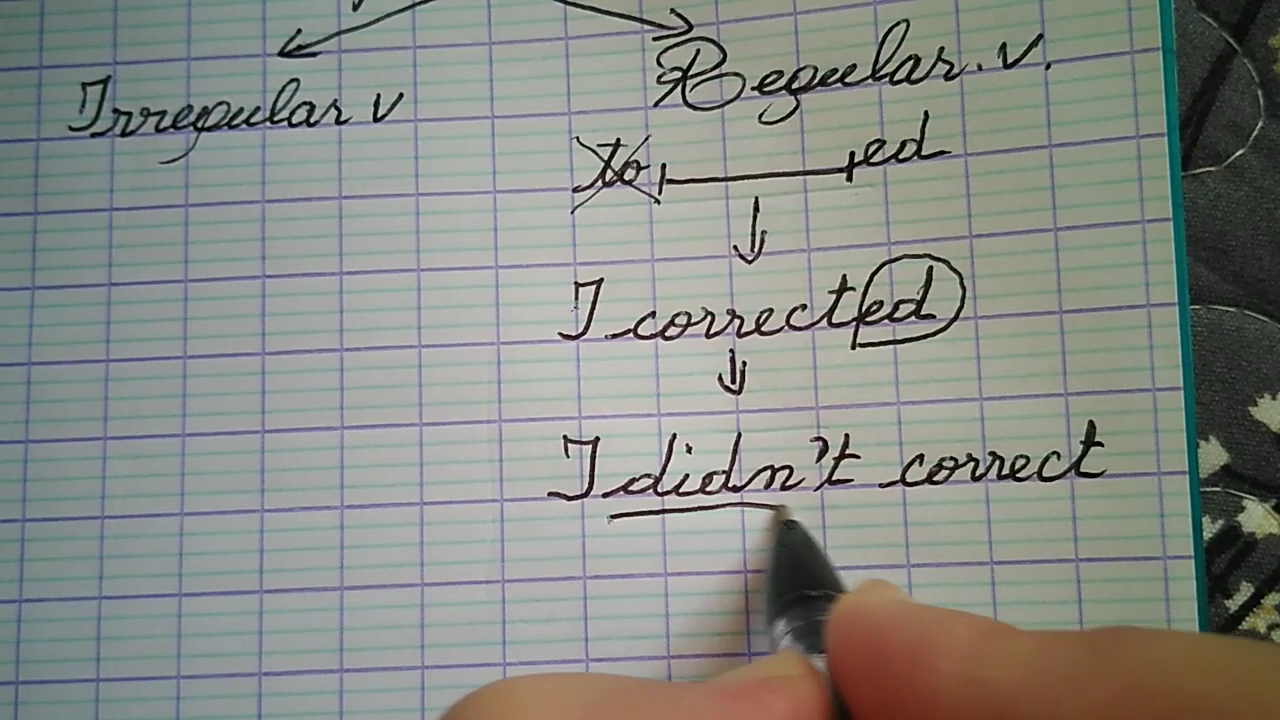 Irregular v
Regular. v.
to ed
I corrected
I didn't correct